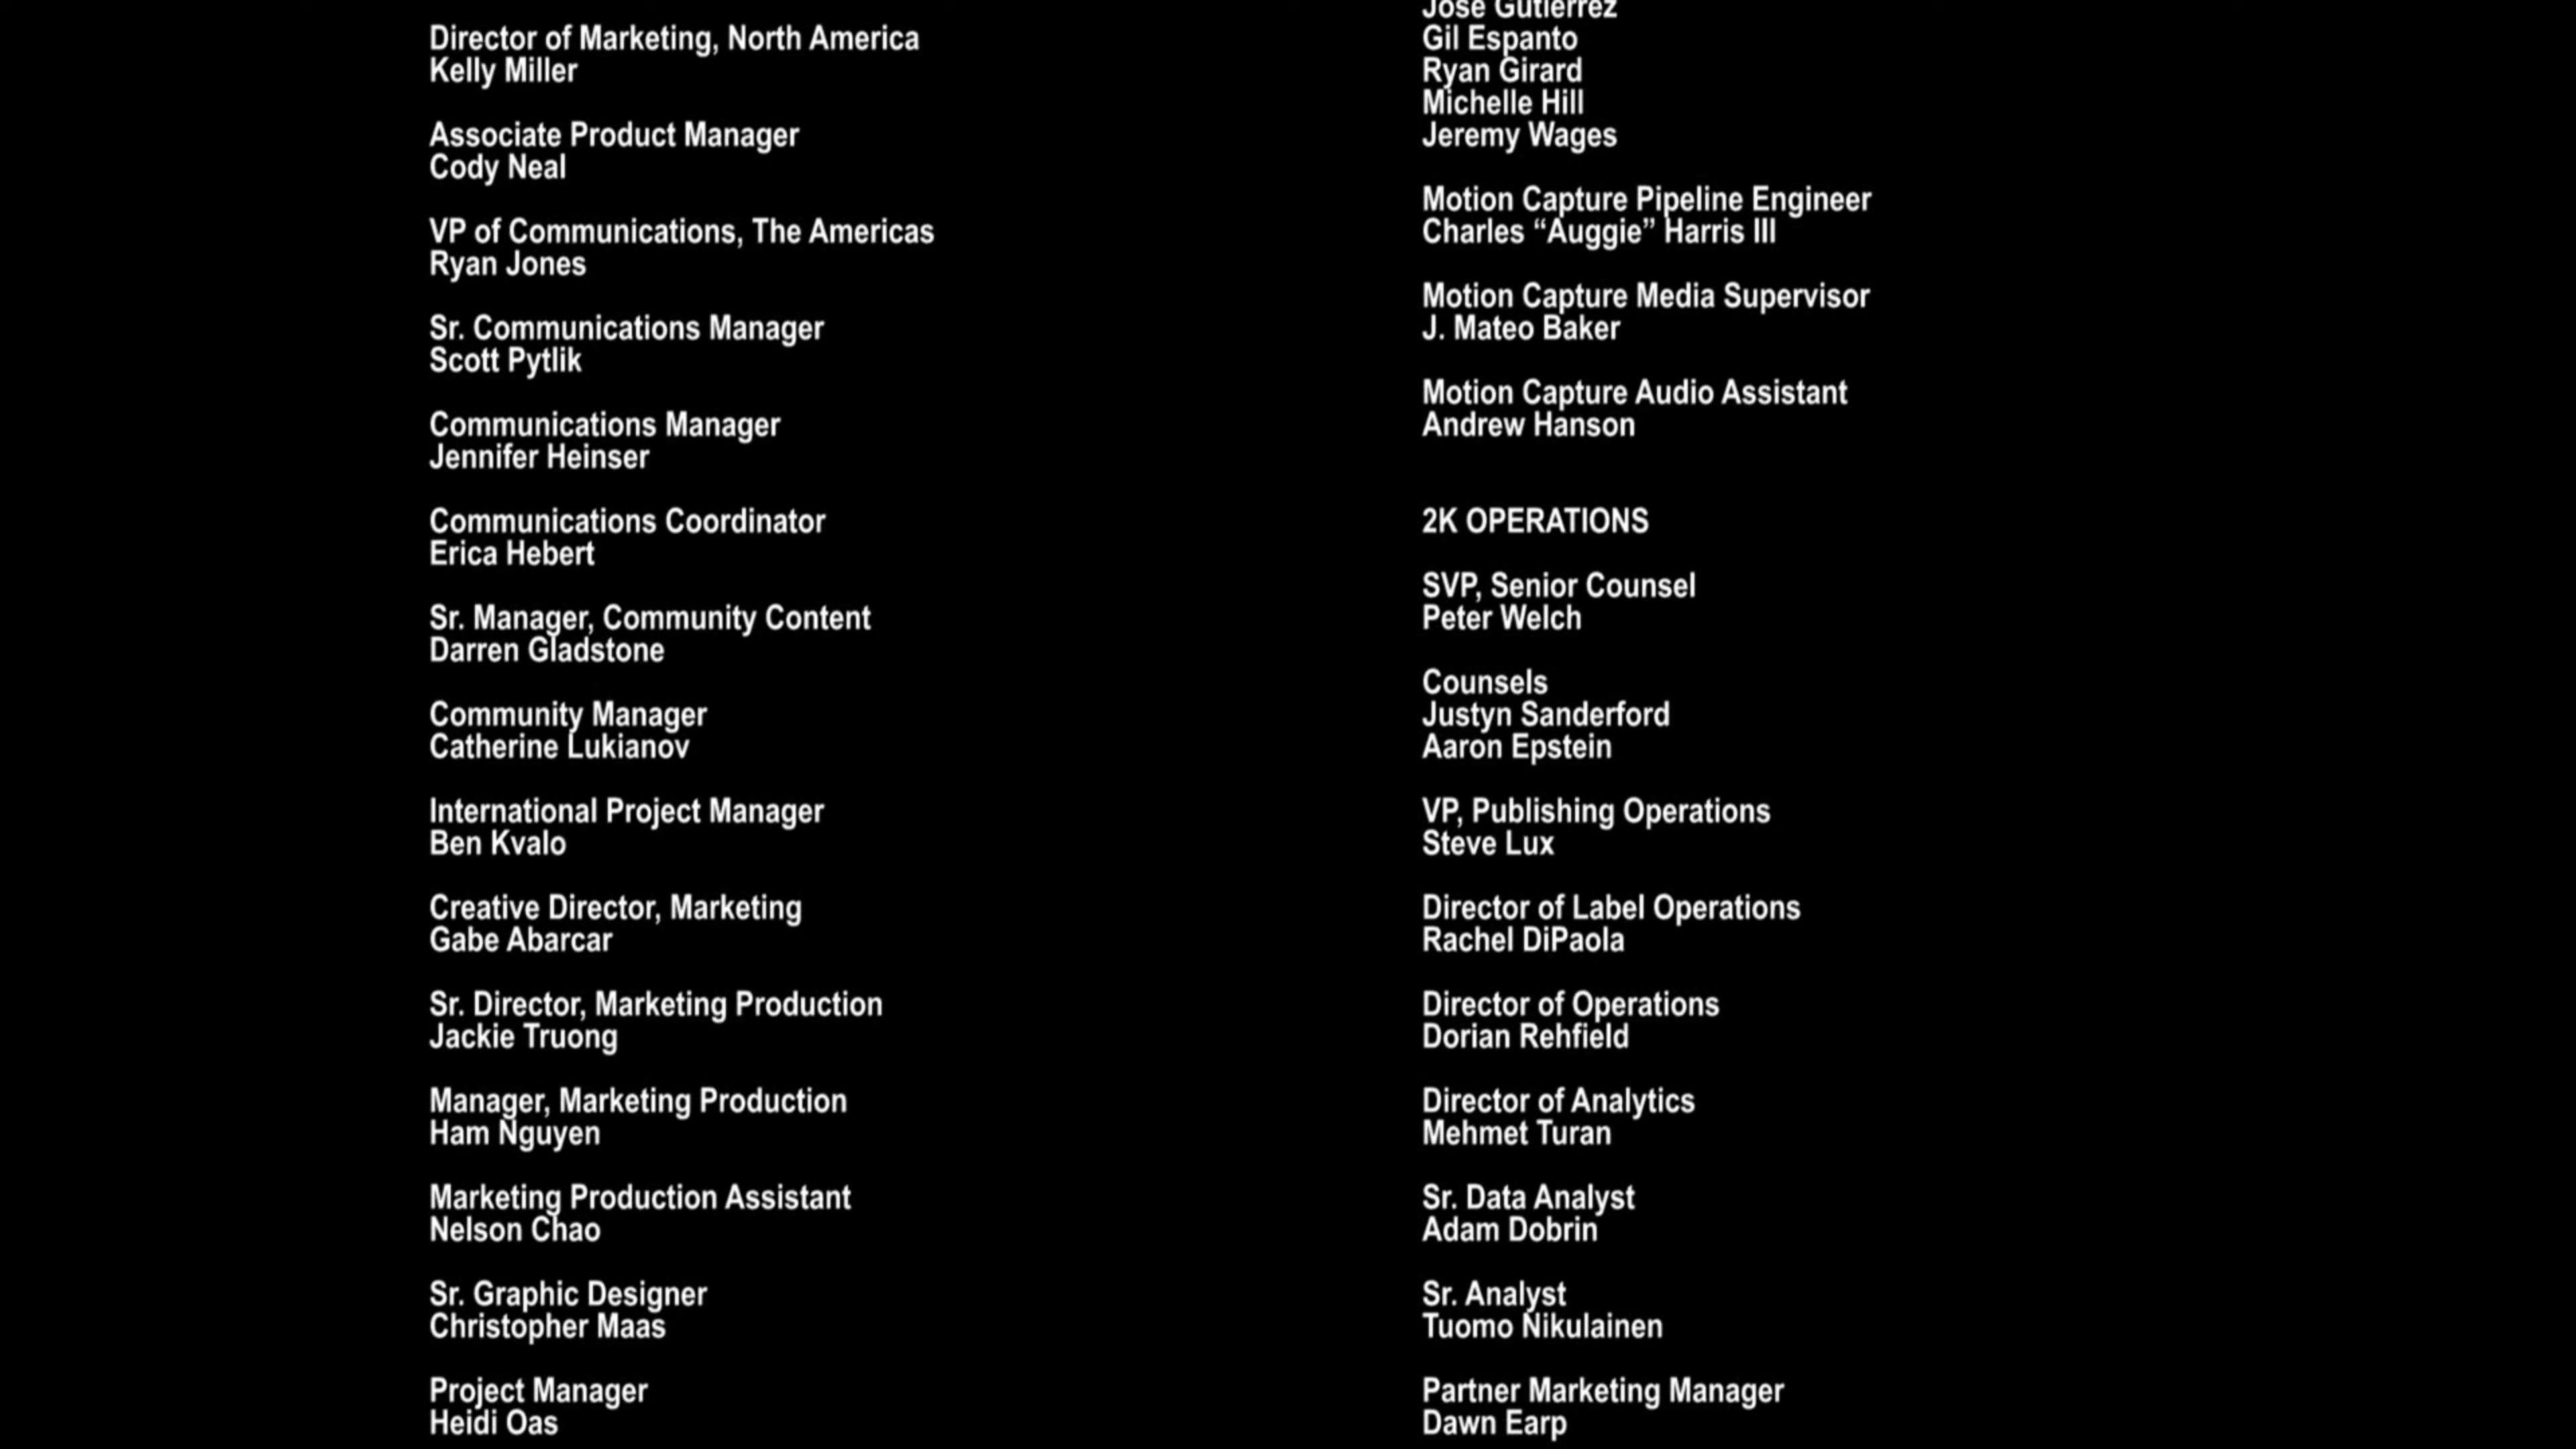 Director of Marketing, North America
Kelly Miller
Associate Product Manager
Cody Neal
VP of Communications, The Americas
Ryan Jones
Sr. Communications Manager
Scott Pytlik
Communications Manager
Jennifer Heinser
Communications Coordinator
Erica Hebert
Sr. Manager, Community Content
Darren Gladstone
Community Manager
Catherine Lukianov
International Project Manager
Ben Kvalo
Creative Director, Marketing
Gabe Abarcar
Sr. Director, Marketing Production
Jackie Truong
Manager, Marketing Production
Ham Nguyen
Marketing Production Assistant
Nelson Chao
Sr. Graphic Designer
Christopher Maas
Project Manager
Heidi Oas
Jose Gutierrez
Gil Espanto
Ryan Girard
Michelle Hill
Jeremy Wages
Motion Capture Pipeline Engineer
Charles “Auggie” Harris III
Motion Capture Media Supervisor
J. Mateo Baker
Motion Capture Audio Assistant
Andrew Hanson
2K OPERATIONS
SVP, Senior Counsel
Peter Welch
Counsels
Justyn Sanderford
Aaron Epstein
VP, Publishing Operations
Steve Lux
Director of Label Operations
Rachel DiPaola
Director of Operations
Dorian Rehfield
Director of Analytics
Mehmet Turan
Sr. Data Analyst
Adam Dobrin
Sr. Analyst
Tuomo Nikulainen
Partner Marketing Manager
Dawn Earp